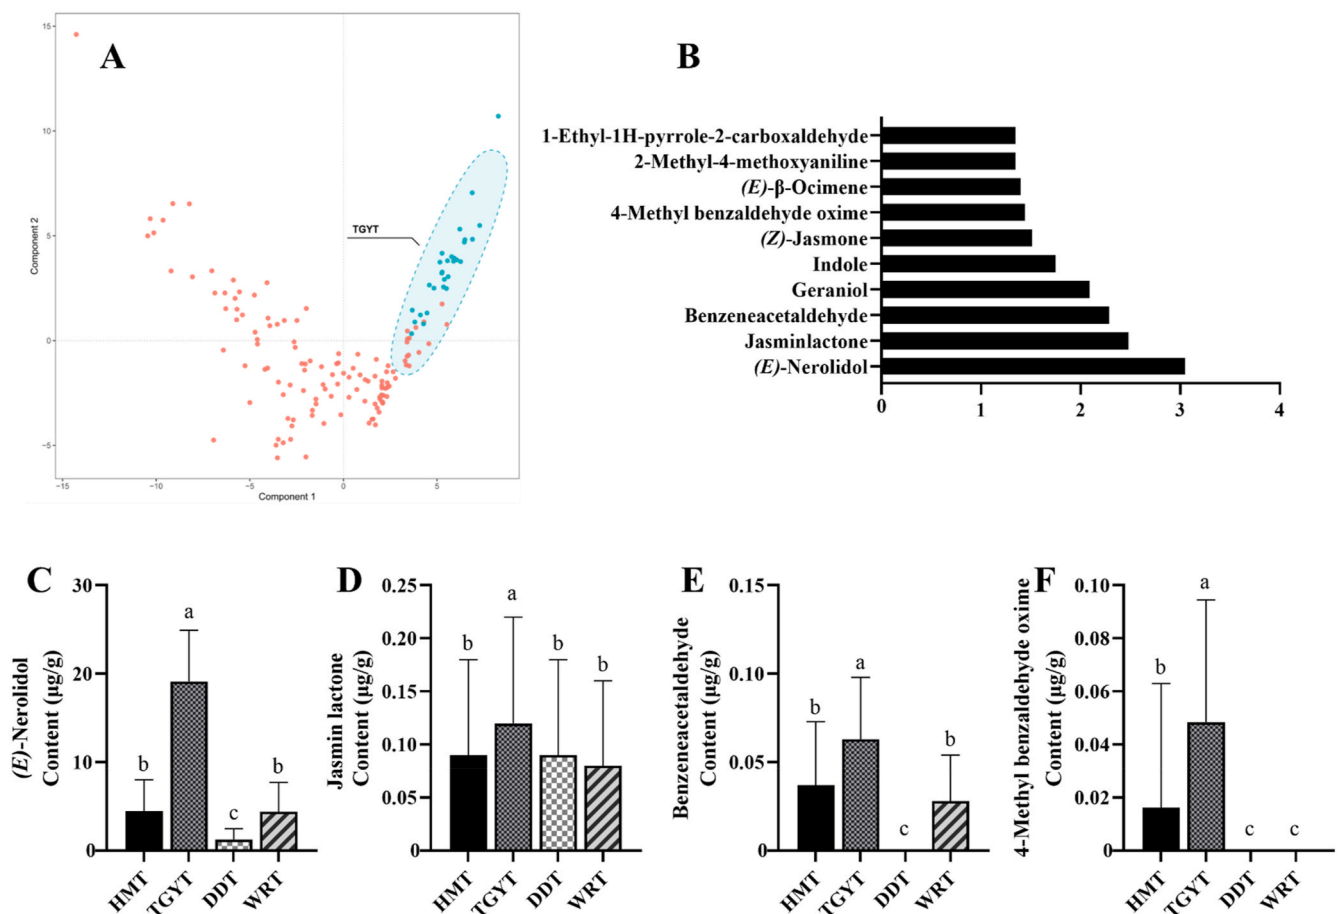 A
15
10
5
0
−5
Component 2
TGYT
−15
−10
−5
0
5
Component 1
B
1-Ethyl-1H-pyrrole-2-carboxaldehyde
2-Methyl-4-methoxyaniline
(E)-β-Ocimene
4-Methyl benzaldehyde oxime
(Z)-Jasmone
Indole
Geraniol
Benzeneacetaldehyde
Jasminlactone
(E)-Nerolidol
0
1
2
3
4
C
(E)-Nerolidol
Content (μg/g)
30
20
10
0
b
a
c
b
HMT
TGYT
DDT
WRT
D
Jasmin lactone
Content (μg/g)
0.25
0.20
0.15
0.10
0.05
0
b
a
b
b
HMT
TGYT
DDT
WRT
E
Benzeneacetaldehyde
Content (μg/g)
0.15
0.10
0.05
0
b
a
c
b
HMT
TGYT
DDT
WRT
F
4-Methyl benzaldehyde oxime
Content (μg/g)
0.10
0.08
0.06
0.04
0.02
0
b
a
c
c
HMT
TGYT
DDT
WRT